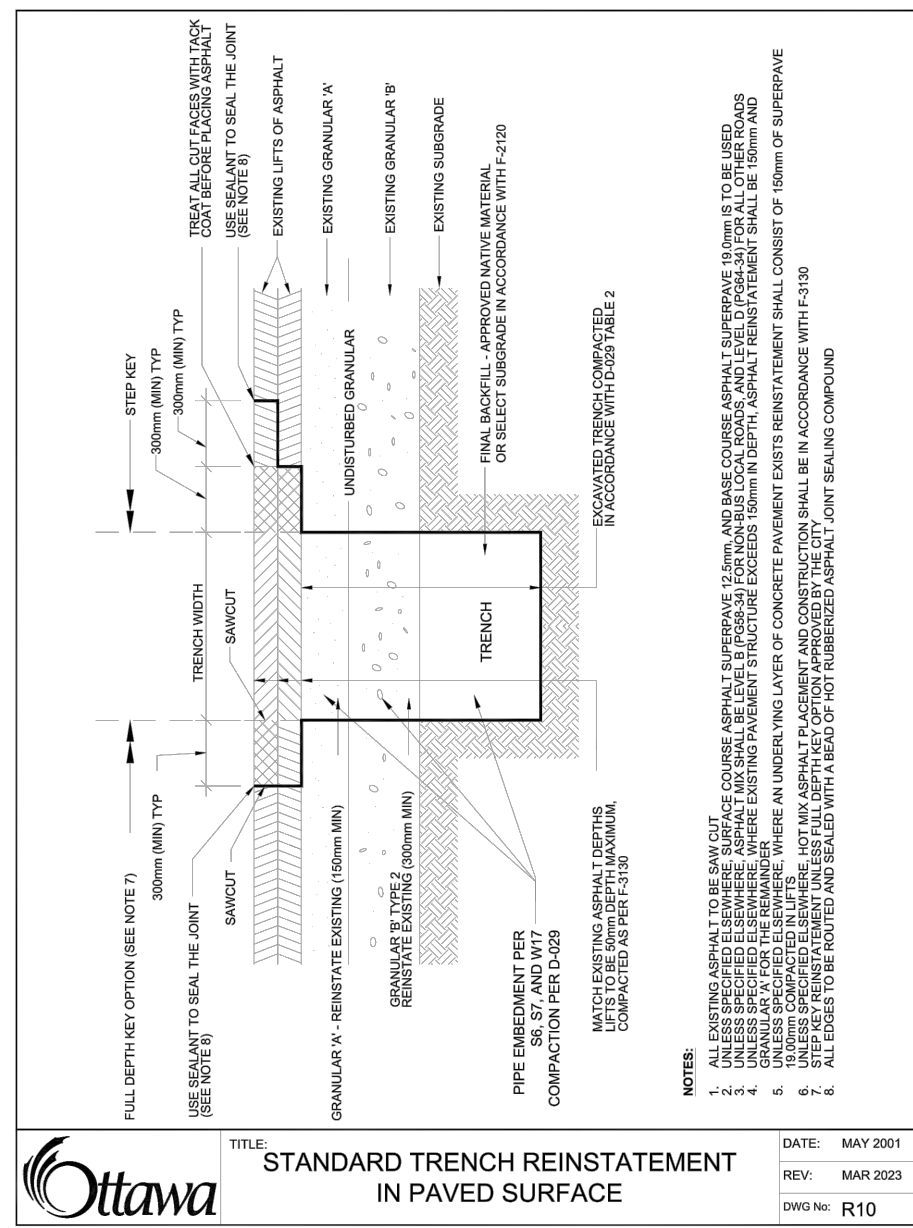 FULL DEPTH KEY OPTION (SEE NOTE 7)
STEP KEY
300mm (MIN) TYP
TRENCH WIDTH
300mm (MIN) TYP
300mm (MIN) TYP
TREAT ALL CUT FACES WITH TACK
COAT BEFORE PLACING ASPHALT
USE SEALANT TO SEAL THE JOINT
(SEE NOTE 8)
SAWCUT
SAWCUT
USE SEALANT TO SEAL THE JOINT
(SEE NOTE 8)
EXISTING LIFTS OF ASPHALT
EXISTING GRANULAR 'A'
UNDISTURBED GRANULAR
EXISTING GRANULAR 'B'
EXISTING SUBGRADE
GRANULAR 'A' - REINSTATE EXISTING (150mm MIN)
GRANULAR 'B' TYPE 2
REINSTATE EXISTING (300mm MIN)
TRENCH
FINAL BACKFILL - APPROVED NATIVE MATERIAL
OR SELECT SUBGRADE IN ACCORDANCE WITH F-2120
PIPE EMBEDMENT PER
S6, S7, AND W17
COMPACTION PER D-029
MATCH EXISTING ASPHALT DEPTHS
LIFTS TO BE 50mm DEPTH MAXIMUM,
COMPACTED AS PER F-3130
EXCAVATED TRENCH COMPACTED
IN ACCORDANCE WITH D-029 TABLE 2
NOTES:
1. ALL EXISTING ASPHALT TO BE SAW CUT
2. UNLESS SPECIFIED ELSEWHERE, SURFACE COURSE ASPHALT SUPERPAVE 12.5mm, AND BASE COURSE ASPHALT SUPERPAVE 19.0mm IS TO BE USED
3. UNLESS SPECIFIED ELSEWHERE, ASPHALT MIX SHALL BE LEVEL B (PG58-34) FOR NON-BUS LOCAL ROADS, AND LEVEL D (PG64-34) FOR ALL OTHER ROADS
4. UNLESS SPECIFIED ELSEWHERE, WHERE EXISTING PAVEMENT STRUCTURE EXCEEDS 150mm IN DEPTH, ASPHALT REINSTATEMENT SHALL BE 150mm AND
GRANULAR 'A' FOR THE REMAINDER
5. UNLESS SPECIFIED ELSEWHERE, WHERE AN UNDERLYING LAYER OF CONCRETE PAVEMENT EXISTS REINSTATEMENT SHALL CONSIST OF 150mm OF SUPERPAVE
19.00mm COMPACTED IN LIFTS
6. UNLESS SPECIFIED ELSEWHERE, HOT MIX ASPHALT PLACEMENT AND CONSTRUCTION SHALL BE IN ACCORDANCE WITH F-3130
7. STEP KEY REINSTATEMENT UNLESS FULL DEPTH KEY OPTION APPROVED BY THE CITY
8. ALL EDGES TO BE ROUTED AND SEALED WITH A BEAD OF HOT RUBBERIZED ASPHALT JOINT SEALING COMPOUND
Ottawa
TITLE:
STANDARD TRENCH REINSTATEMENT
IN PAVED SURFACE
DATE: MAY 2001
REV: MAR 2023
DWG No: R10